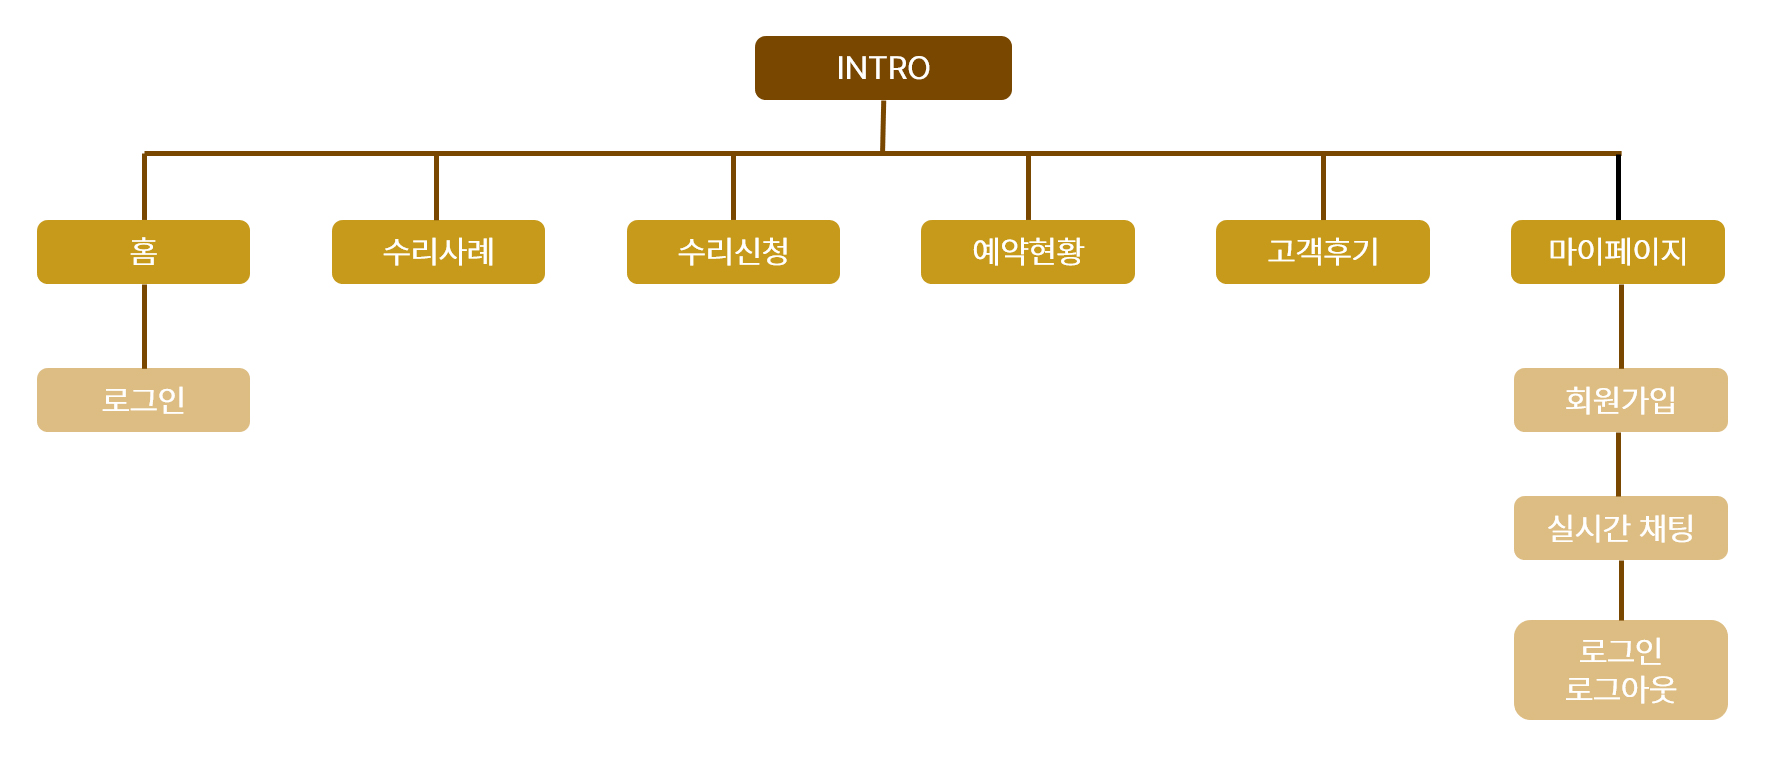 INTRO
홈
수리사례
수리신청
예약현황
고객후기
마이페이지
로그인
회원가입
실시간 채팅
로그인
로그아웃